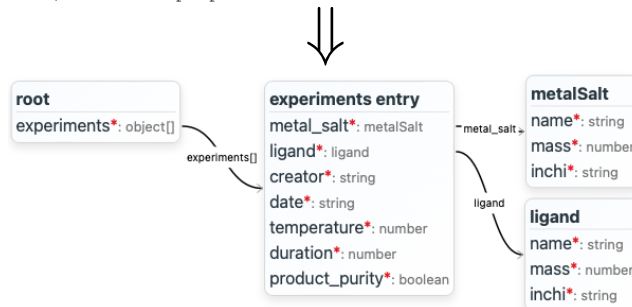 root
experiments*: object[]
experiments[]
experiments entry
metal_salt*: metalSalt
ligand*: ligand
creator*: string
date*: string
temperature*: number
duration*: number
product_purity*: boolean
metal_salt
ligand
metalSalt
name*: string
mass*: number
inchi*: string
ligand
name*: string
mass*: number
inchi*: string